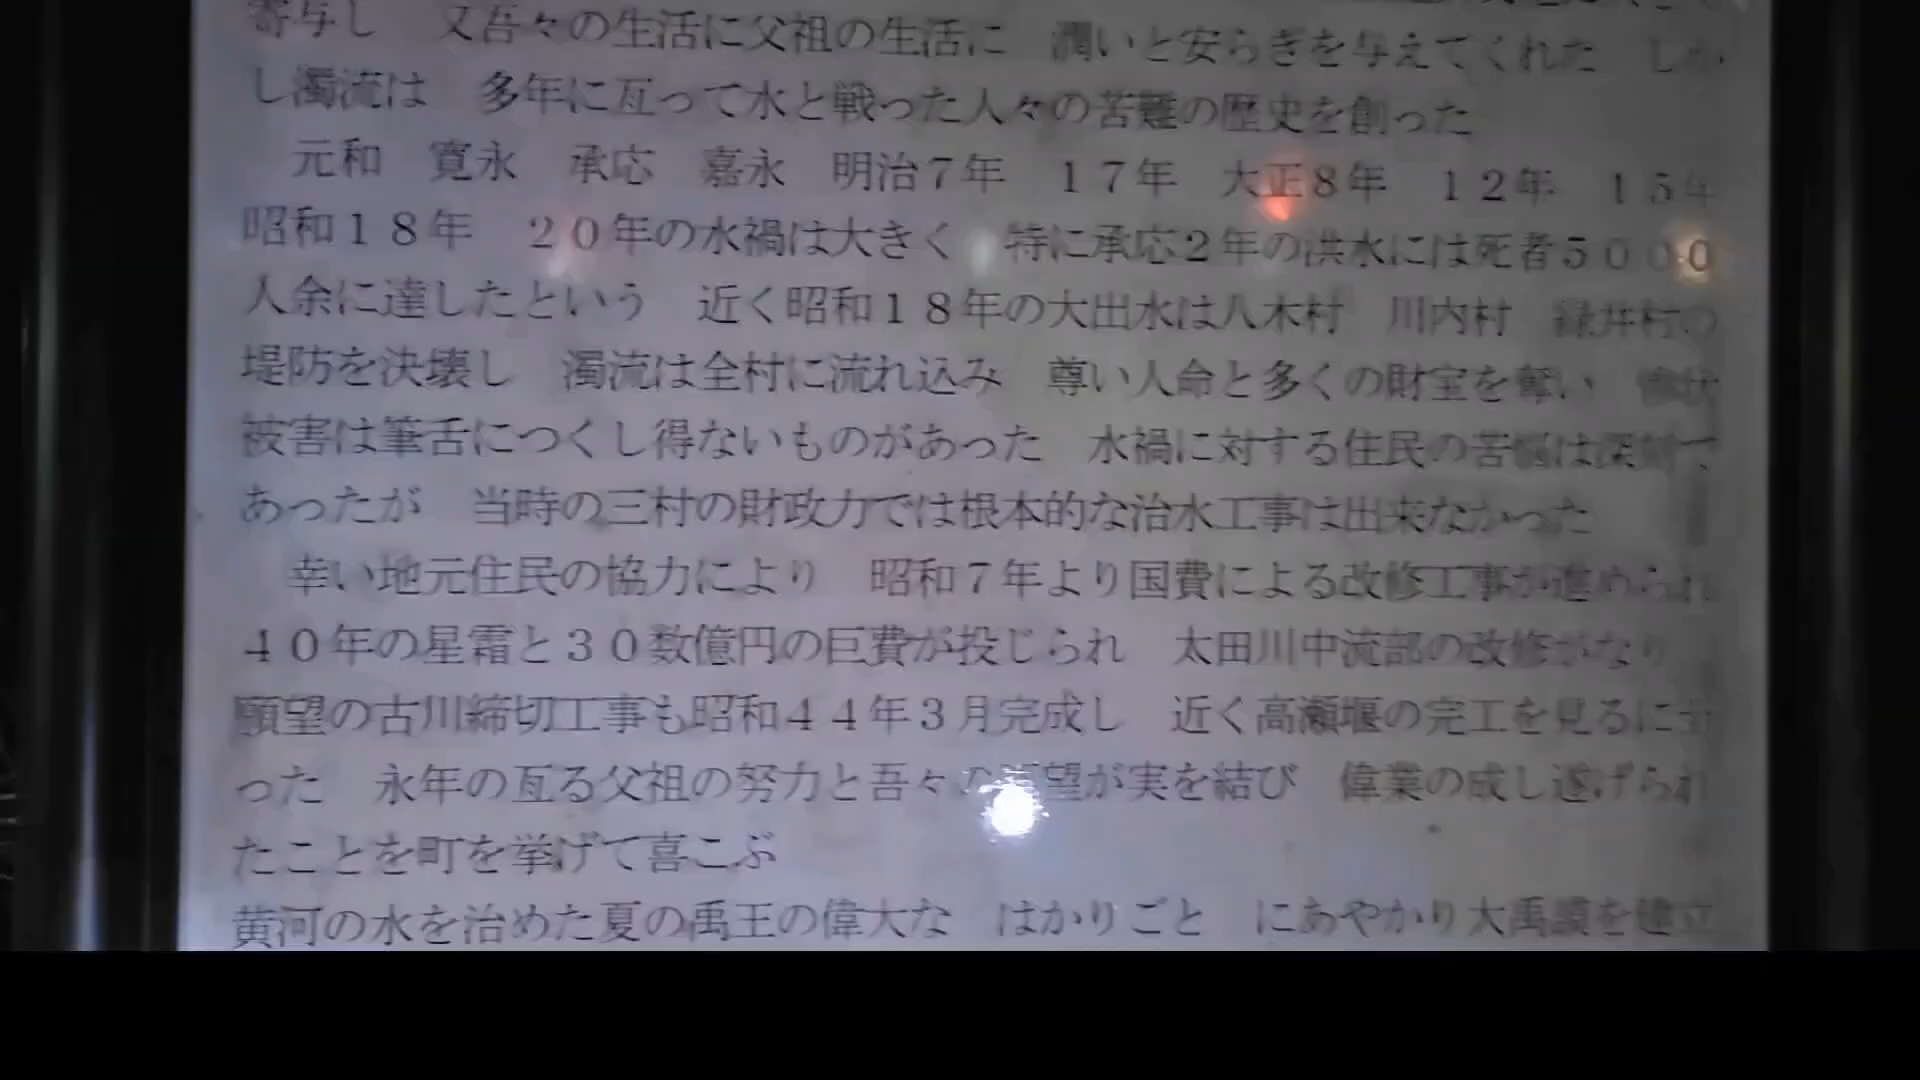 寄与し　又吾々の生活に父祖の生活に　潤いと安らぎを与えてくれた　しか
し濁流は　多年に亙って水と戦った人々の苦難の歴史を創った
元和　寛永　承応　嘉永　明治７年　１７年　大正８年　１２年　１５年
昭和１８年　２０年の水禍は大きく　特に承応２年の洪水には死者５０００
人余に達したという　近く昭和１８年の大出水は八木村　川内村　緑井村の
堤防を決壊し　濁流は全村に流れ込み　尊い人命と多くの財宝を奪い
被害は筆舌につくし得ないものがあった　水禍に対する住民の苦悩は深刻で
あったが　当時の三村の財政力では根本的な治水工事は出来なかった
幸い地元住民の協力により　昭和７年より国費による改修工事が進められ
４０年の星霜と３０数億円の巨費が投じられ　太田川中流部の改修がなり
願望の古川締切工事も昭和４４年３月完成し　近く高瀬堰の完工を見るに
った　永年の亙る父祖の努力と吾々の　望が実を結び　偉業の成し遂げられ
たことを町を挙げて喜こぶ
黄河の水を治めた夏の禹王の偉大な　はかりごと　にあやかり大禹謨を建立